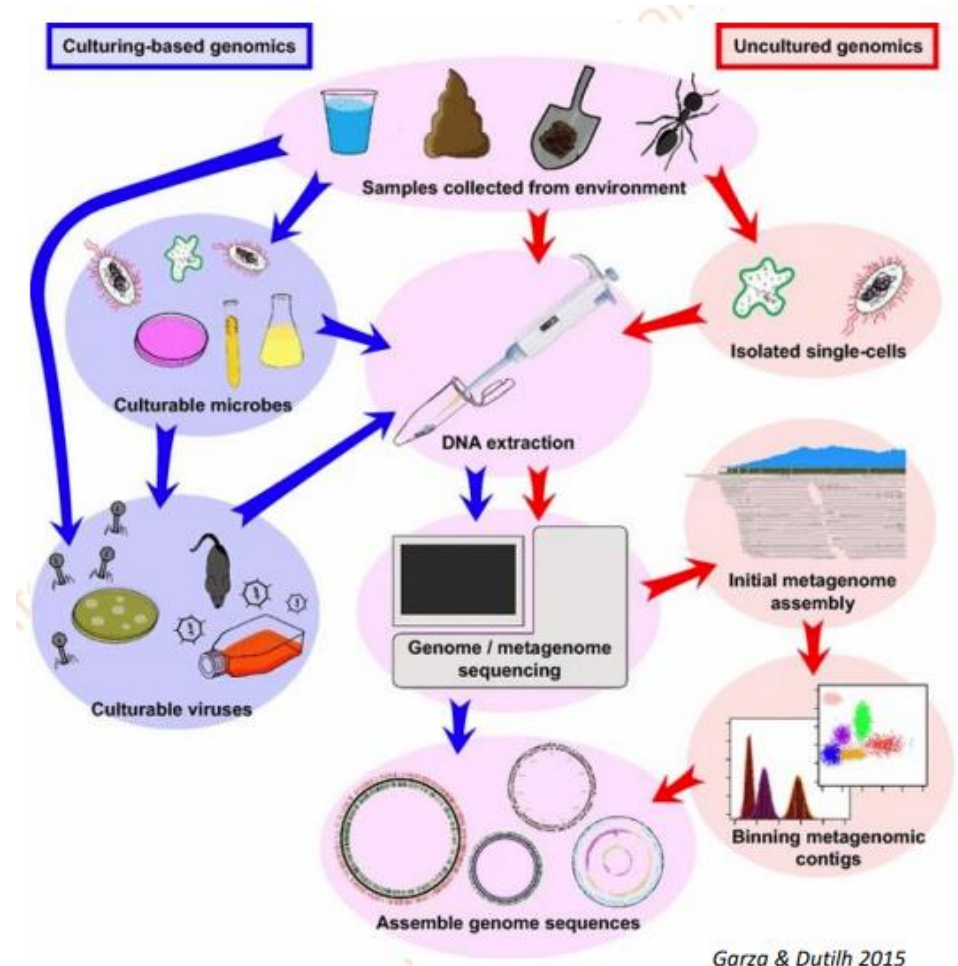 Culturing-based genomics
Uncultured genomics
Samples collected from environment
Culturable microbes
Isolated single-cells
DNA extraction
Initial metagenome
assembly
Genome / metagenome
sequencing
Culturable viruses
Binning metagenomic
contigs
Assemble genome sequences
Garza & Dutilh 2015